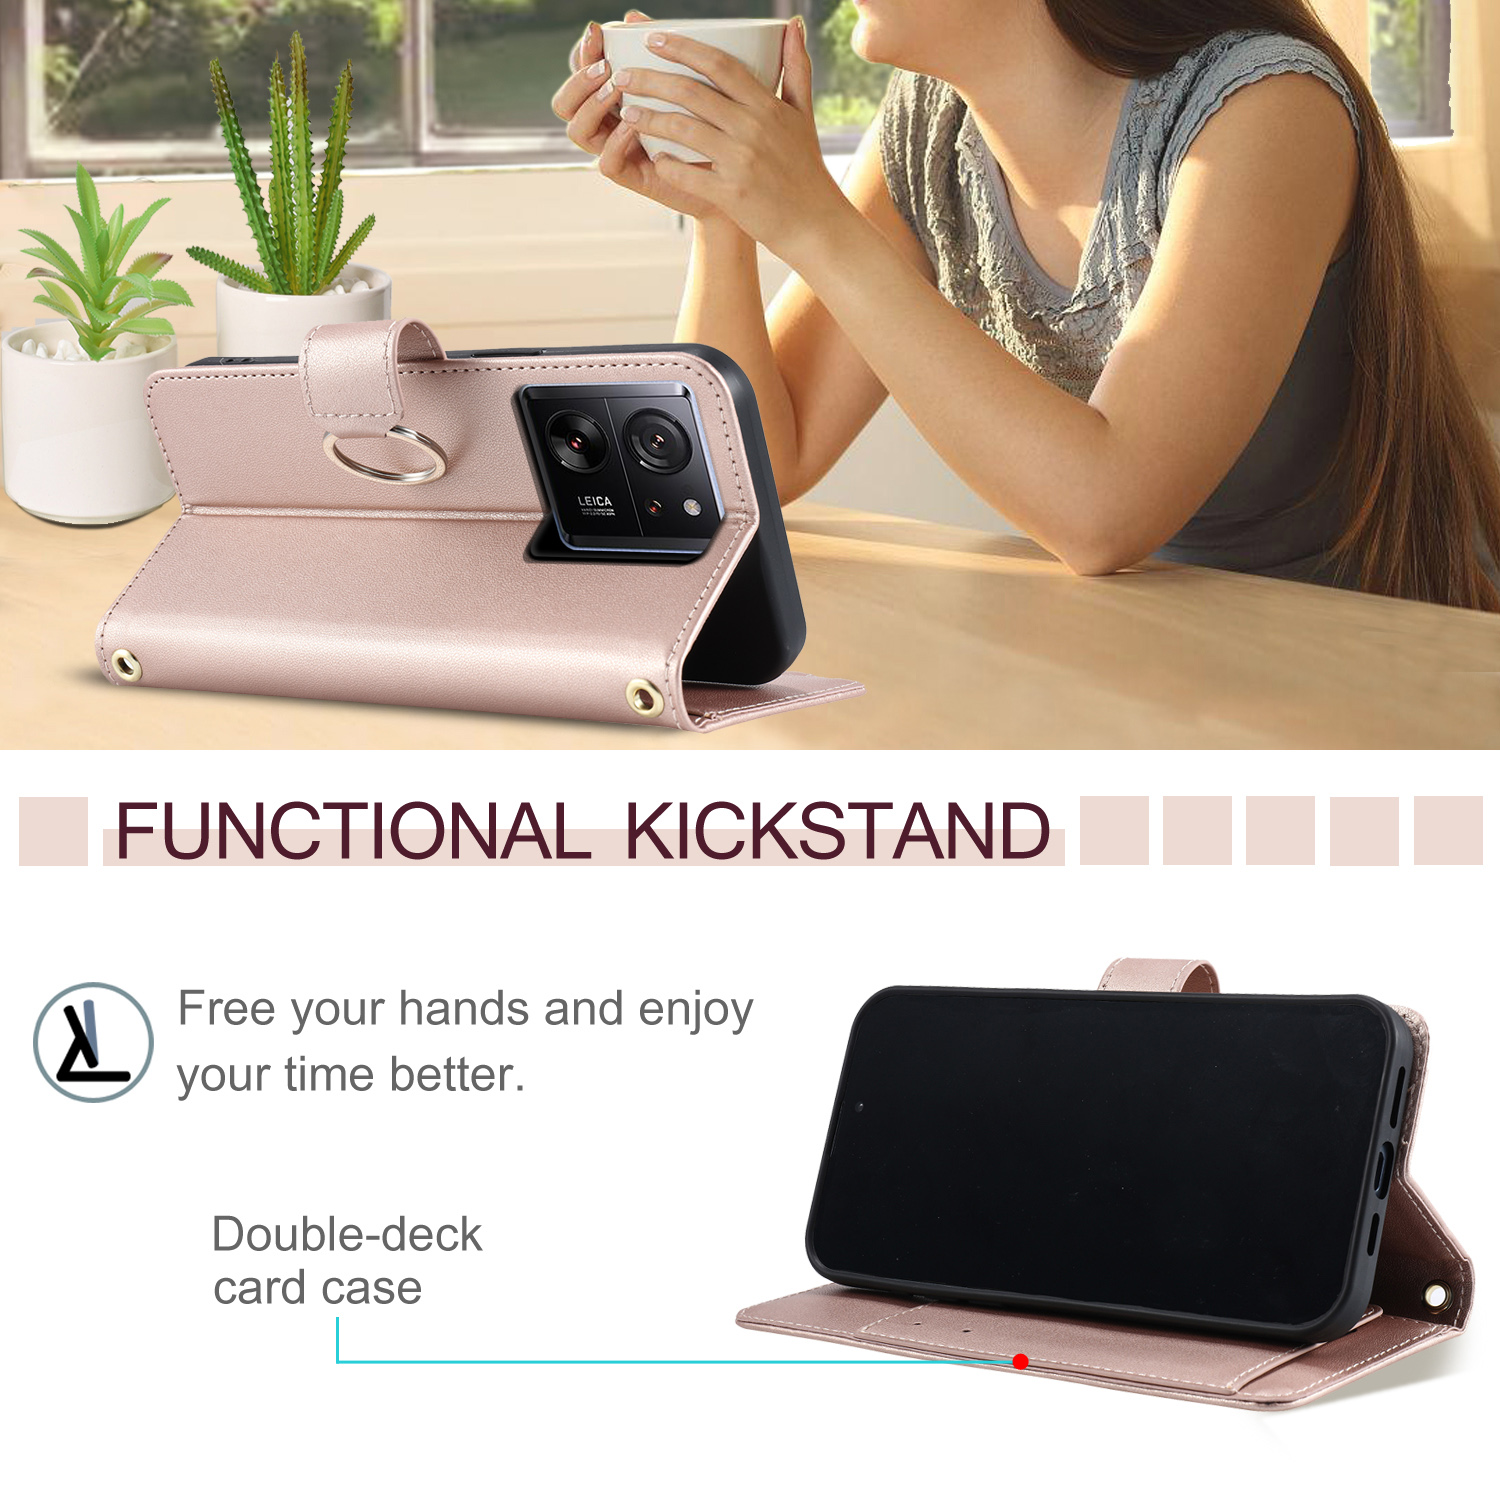 LEICA
FUNCTIONAL KICKSTAND
Free your hands and enjoy
your time better.
Double-deck
card case